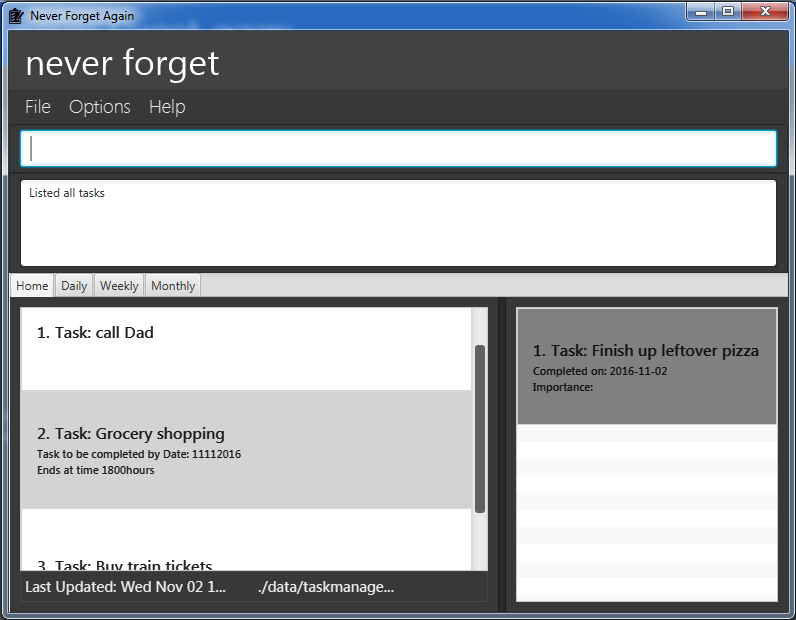 Never Forget Again
never forget
File Options Help
Listed all tasks
Home Daily Weekly Monthly
1. Task: call Dad
2. Task: Grocery shopping
Task to be completed by Date: 11112016
Ends at time 1800hours
3. Task: Buy train tickets
Last Updated: Wed Nov 02 1... ./data/taskmanage...
1. Task: Finish up leftover pizza
Completed on: 2016-11-02
Importance: